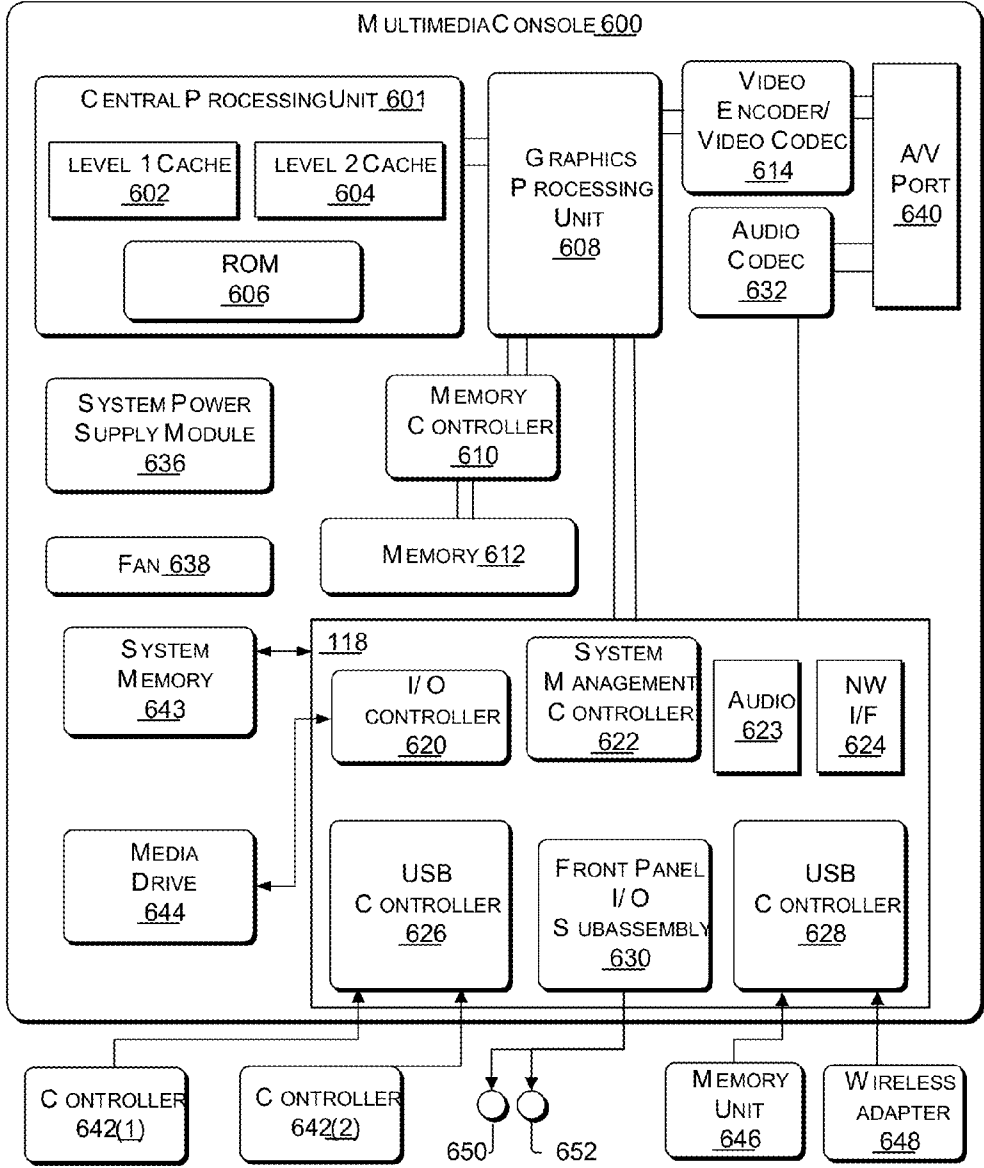 MULTIMEDIA CONSOLE 600
CENTRAL PROCESSING UNIT 601
LEVEL 1 CACHE
602
LEVEL 2 CACHE
604
ROM
606
GRAPHICS
PROCESSING
UNIT
608
VIDEO
ENCODER/
VIDEO CODEC
614
A/V
PORT
640
AUDIO
CODEC
632
SYSTEM POWER
SUPPLY MODULE
636
MEMORY
CONTROLLER
610
FAN 638
MEMORY 612
SYSTEM
MEMORY
643
118
I/O
CONTROLLER
620
SYSTEM
MANAGEMENT
CONTROLLER
622
AUDIO
623
NW
I/F
624
MEDIA
DRIVE
644
USB
CONTROLLER
626
FRONT PANEL
I/O
SUBASSEMBLY
630
USB
CONTROLLER
628
CONTROLLER
642(1)
CONTROLLER
642(2)
650
652
MEMORY
UNIT
646
WIRELESS
ADAPTER
648